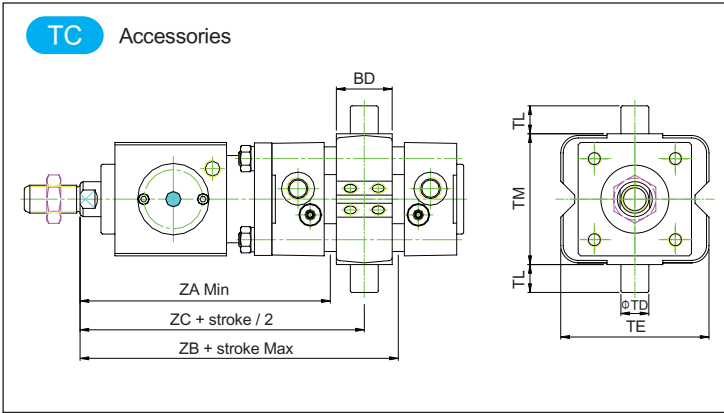 TC Accessories
BD
TL
TM
TL
ΦTD
TE
ZA Min
ZC + stroke / 2
ZB + stroke Max